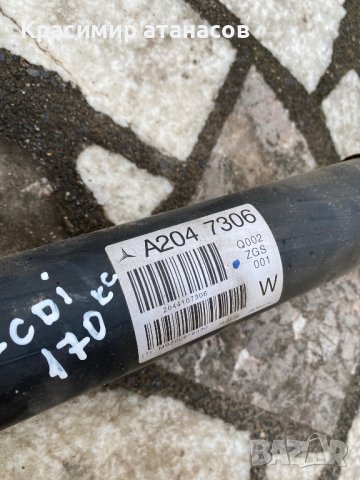 Красимир атанасов
A204 7306
Q002
ZGS
001
2044107306
W
CDi
170 кс
BAZAR